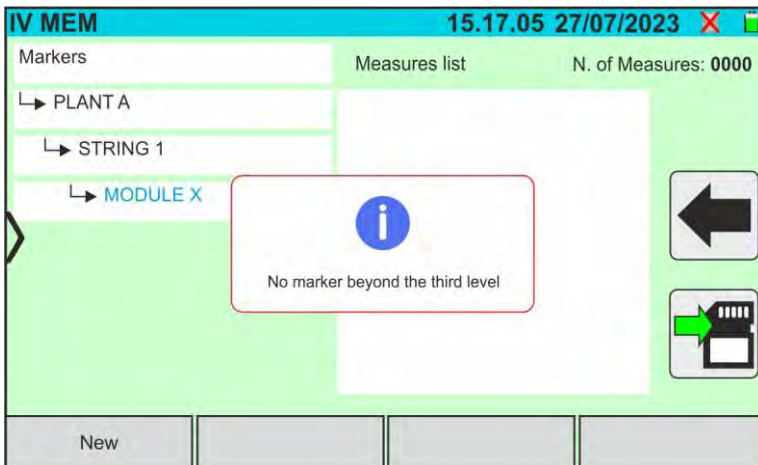 IV MEM 15.17.05 27/07/2023
Markers
Measures list N. of Measures: 0000
PLANT A
STRING 1
MODULE X
No marker beyond the third level
New